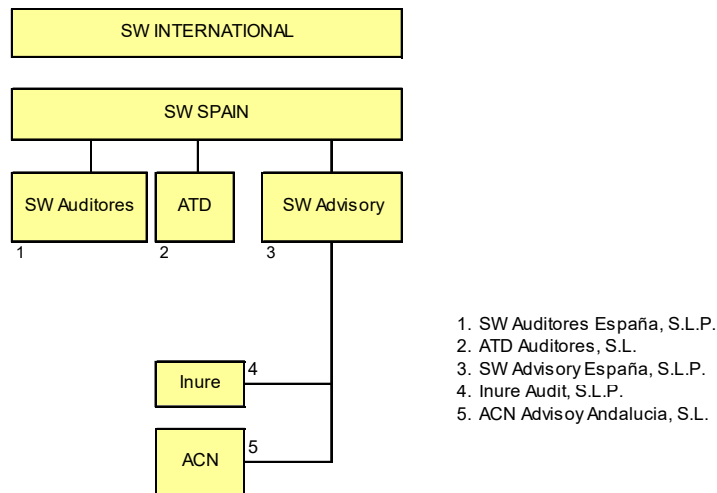 SW INTERNATIONAL
SW SPAIN
SW Auditores
ATD
SW Advisory
1
2
3
Inure
4
ACN
5
1. SW Auditores España, S.L.P.
2. ATD Auditores, S.L.
3. SW Advisory España, S.L.P.
4. Inure Audit, S.L.P.
5. ACN Advisoy Andalucia, S.L.